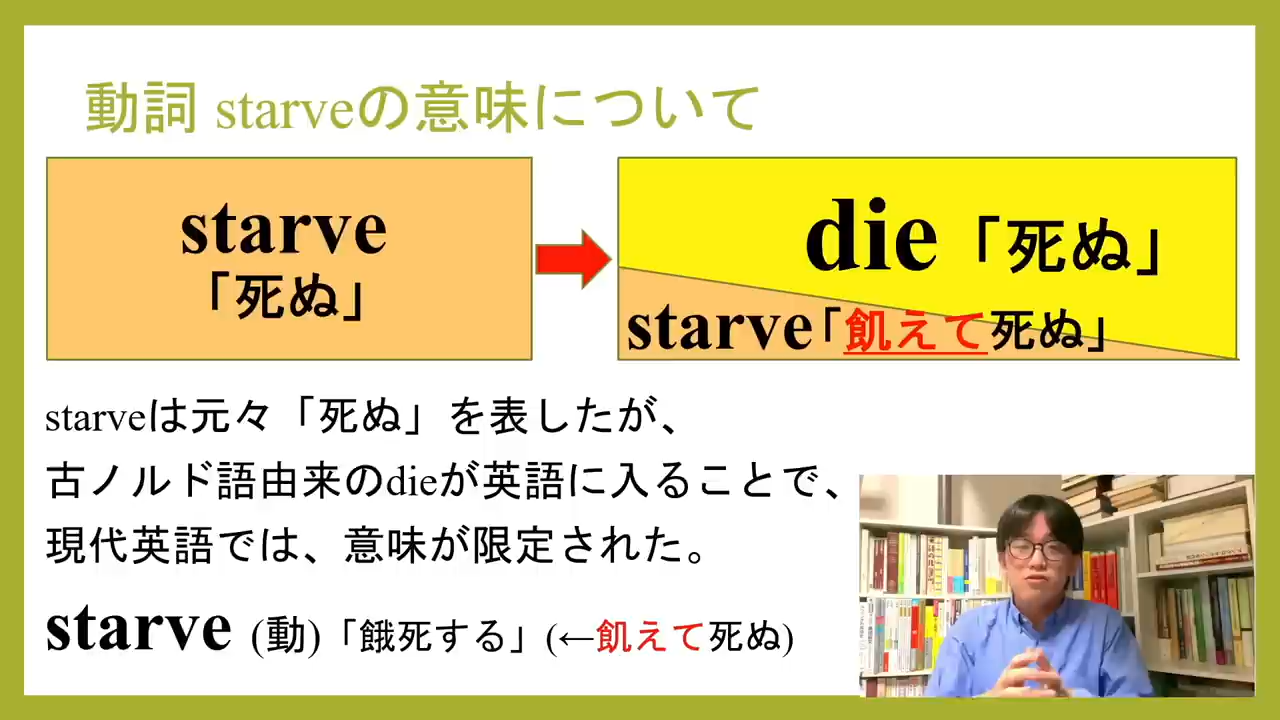 動詞 starveの意味について
starve
「死ぬ」
die「死ぬ」
starve「飢えて死ぬ」
starveは元々「死ぬ」を表したが、
古ノルド語由来のdieが英語に入ることで、
現代英語では、意味が限定された。
starve (動)「餓死する」(←飢えて死ぬ)